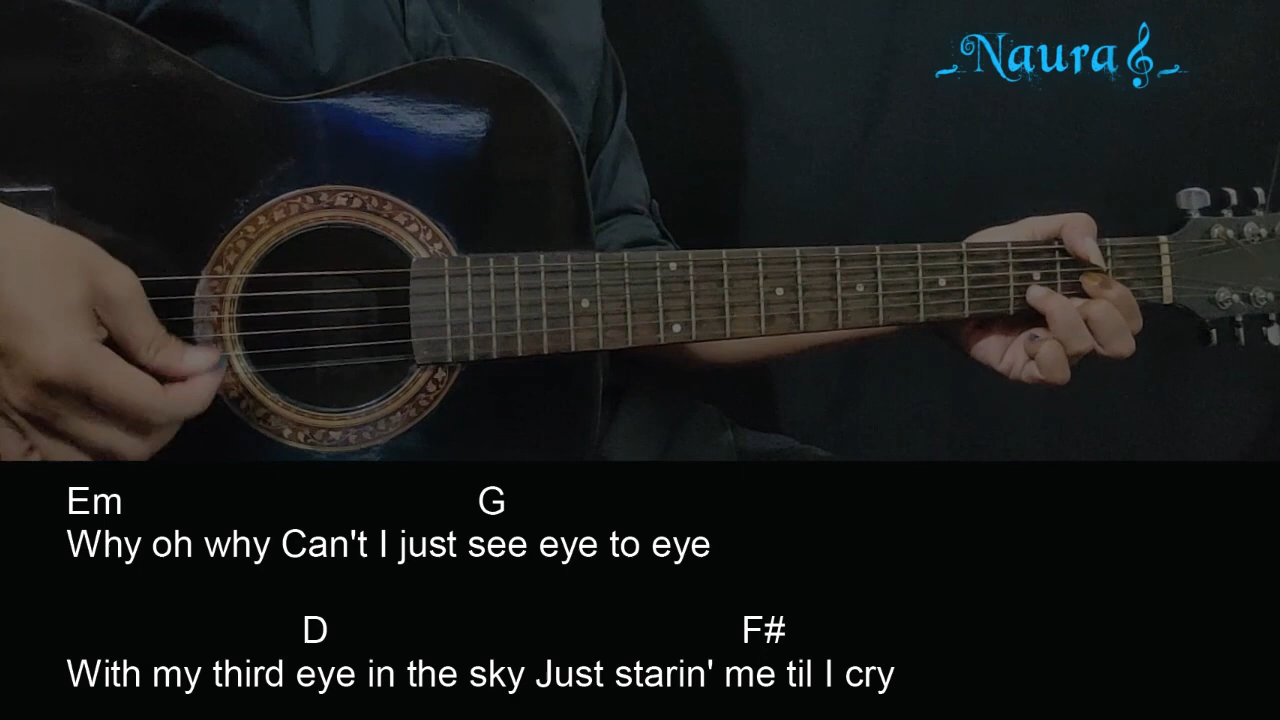 Naura
Em G
Why oh why Can't I just see eye to eye
D F#
With my third eye in the sky Just starin' me til I cry